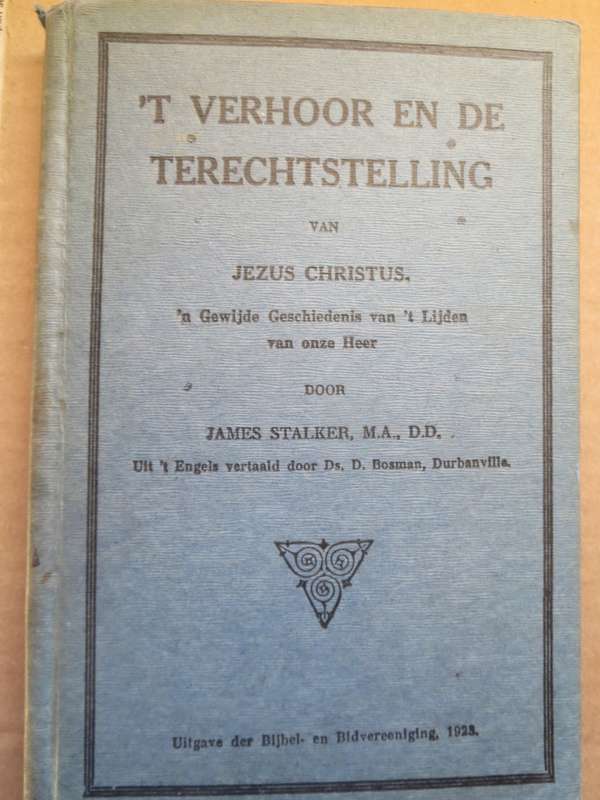 'T VERHOOR EN DE
TERECHTSTELLING
VAN
JEZUS CHRISTUS.
'n Gewijde Geschiedenis van 't Lijden
van onze Heer
DOOR
JAMES STALKER, M.A., D.D.
Uit 't Engels vertaald door Ds. D. Bosman, Durbanville.
Uitgave der Bijbel- en Bidvereeniging, 1923.